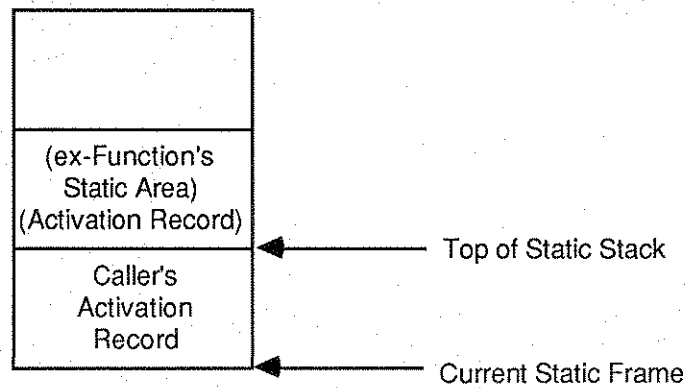 (ex-Function's
Static Area)
(Activation Record)
Top of Static Stack
Caller's
Activation
Record
Current Static Frame